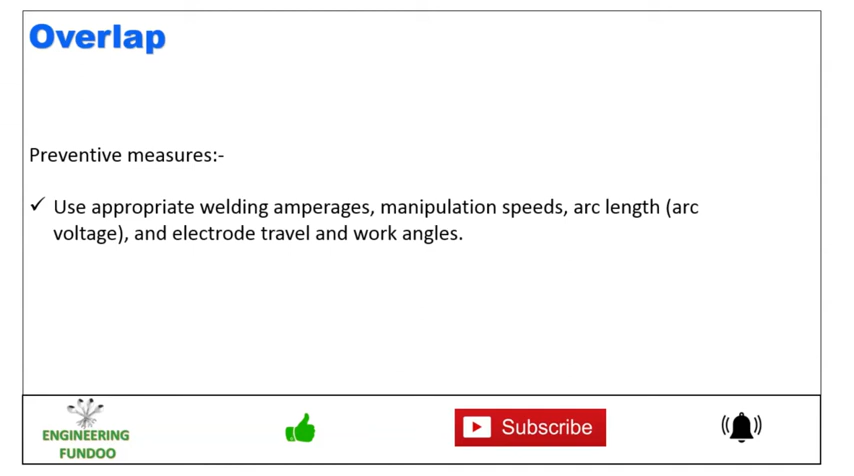 Overlap
Preventive measures:-
✓ Use appropriate welding amperages, manipulation speeds, arc length (arc
voltage), and electrode travel and work angles.
ENGINEERING
FUNDOO
Subscribe